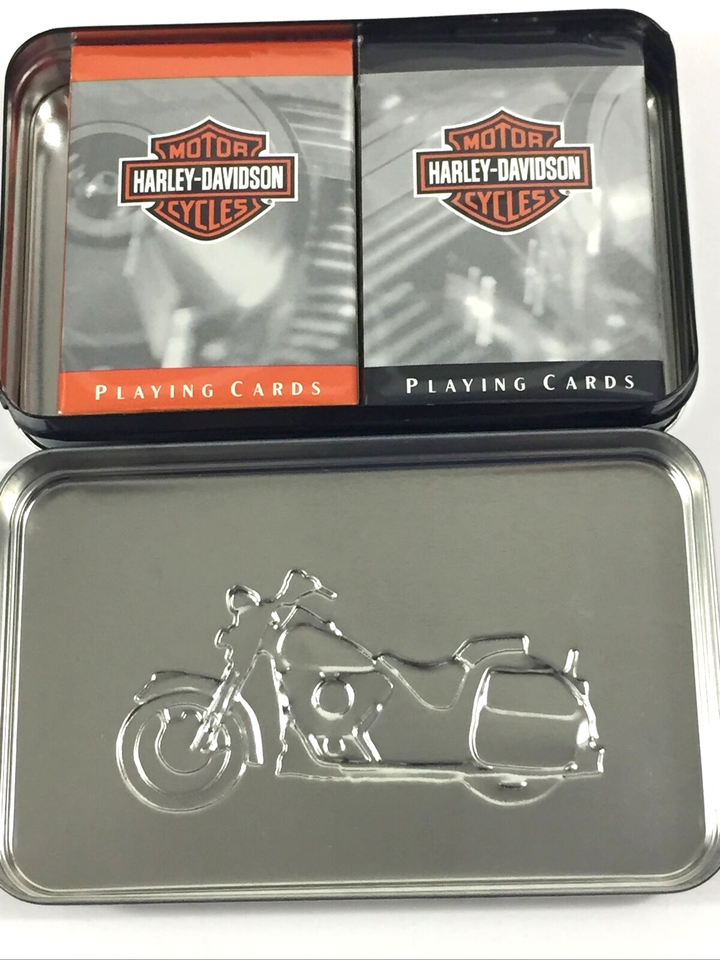 MOTOR
HARLEY-DAVIDSON
CYCLES
PLAYING CARDS
MOTOR
HARLEY-DAVIDSON
CYCLES
PLAYING CARDS